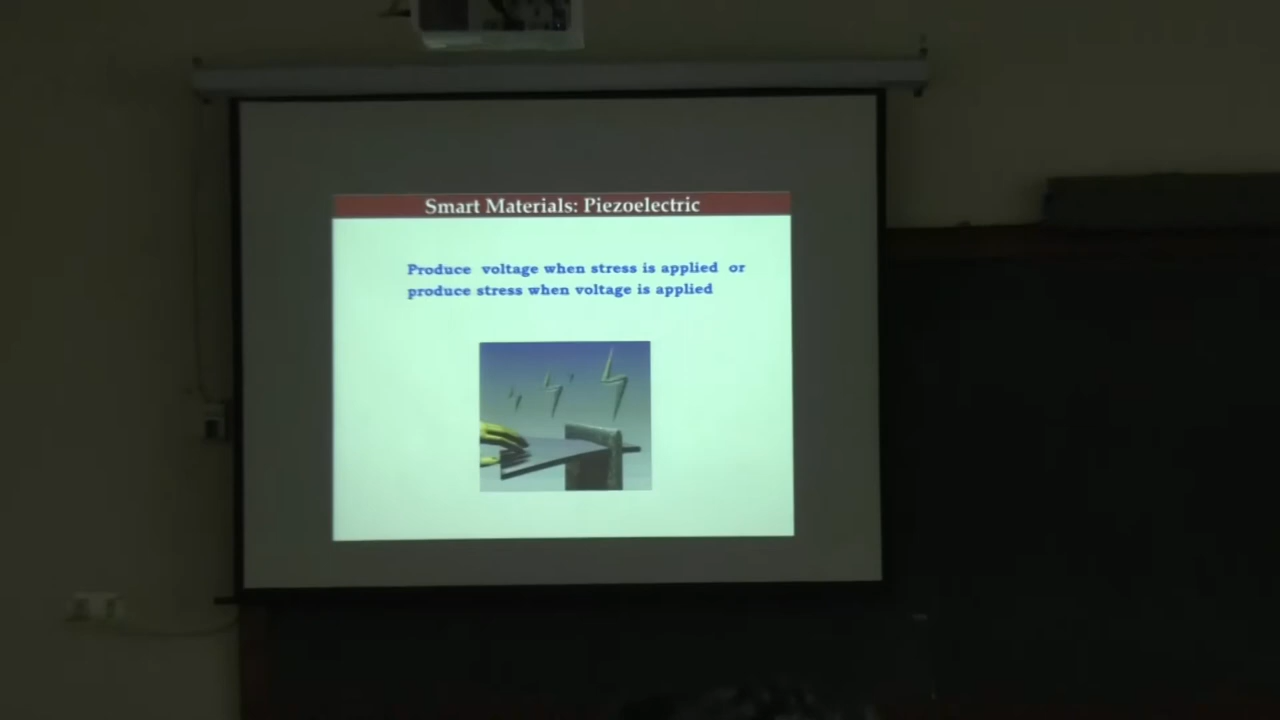 Smart Materials: Piezoelectric
Produce voltage when stress is applied or
produce stress when voltage is applied